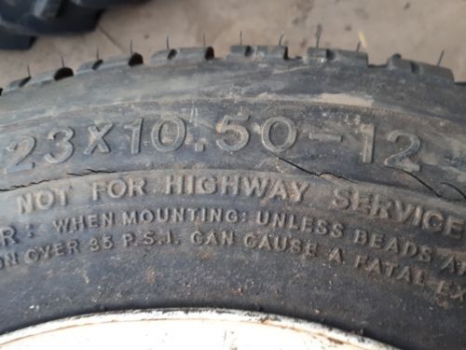 23X10.50-12
NOT FOR HIGHWAY SERVICE
WHEN MOUNTING: UNLESS BEADS
OVER 35 P.S.I. CAN CAUSE A FATAL